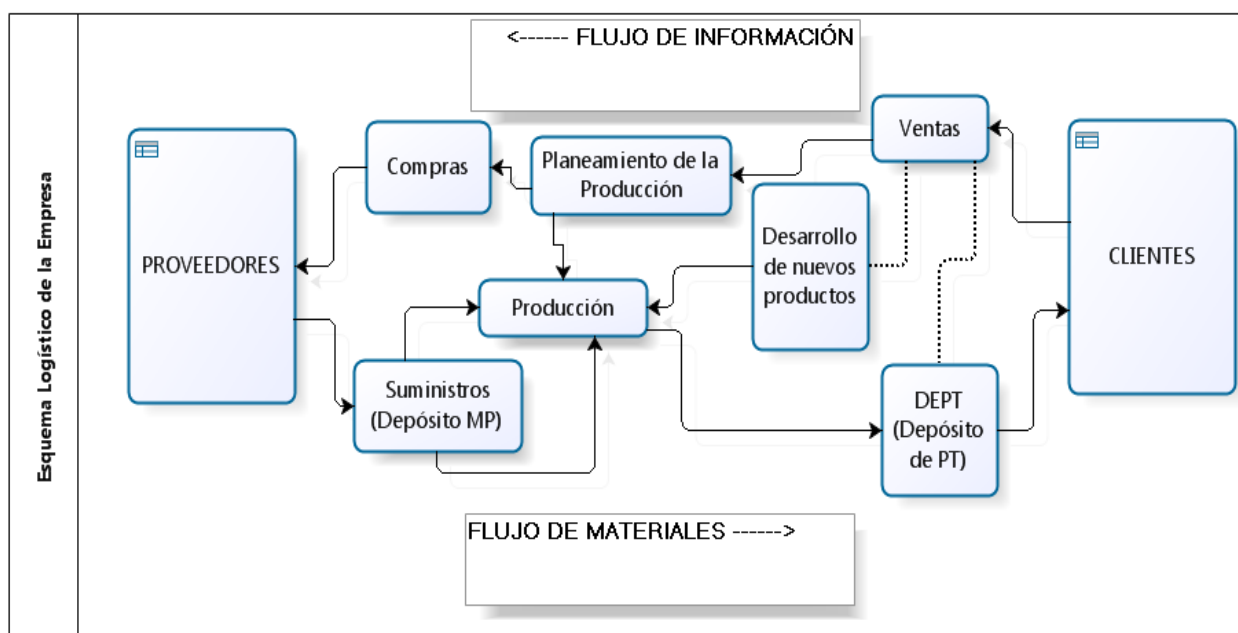 Esquema Logístico de la Empresa
<------ FLUJO DE INFORMACIÓN
PROVEEDORES
Compras
Planeamiento de la
Producción
Ventas
Desarrollo
de nuevos
productos
CLIENTES
Producción
Suministros
(Depósito MP)
DEPT
(Depósito
de PT)
FLUJO DE MATERIALES ------>